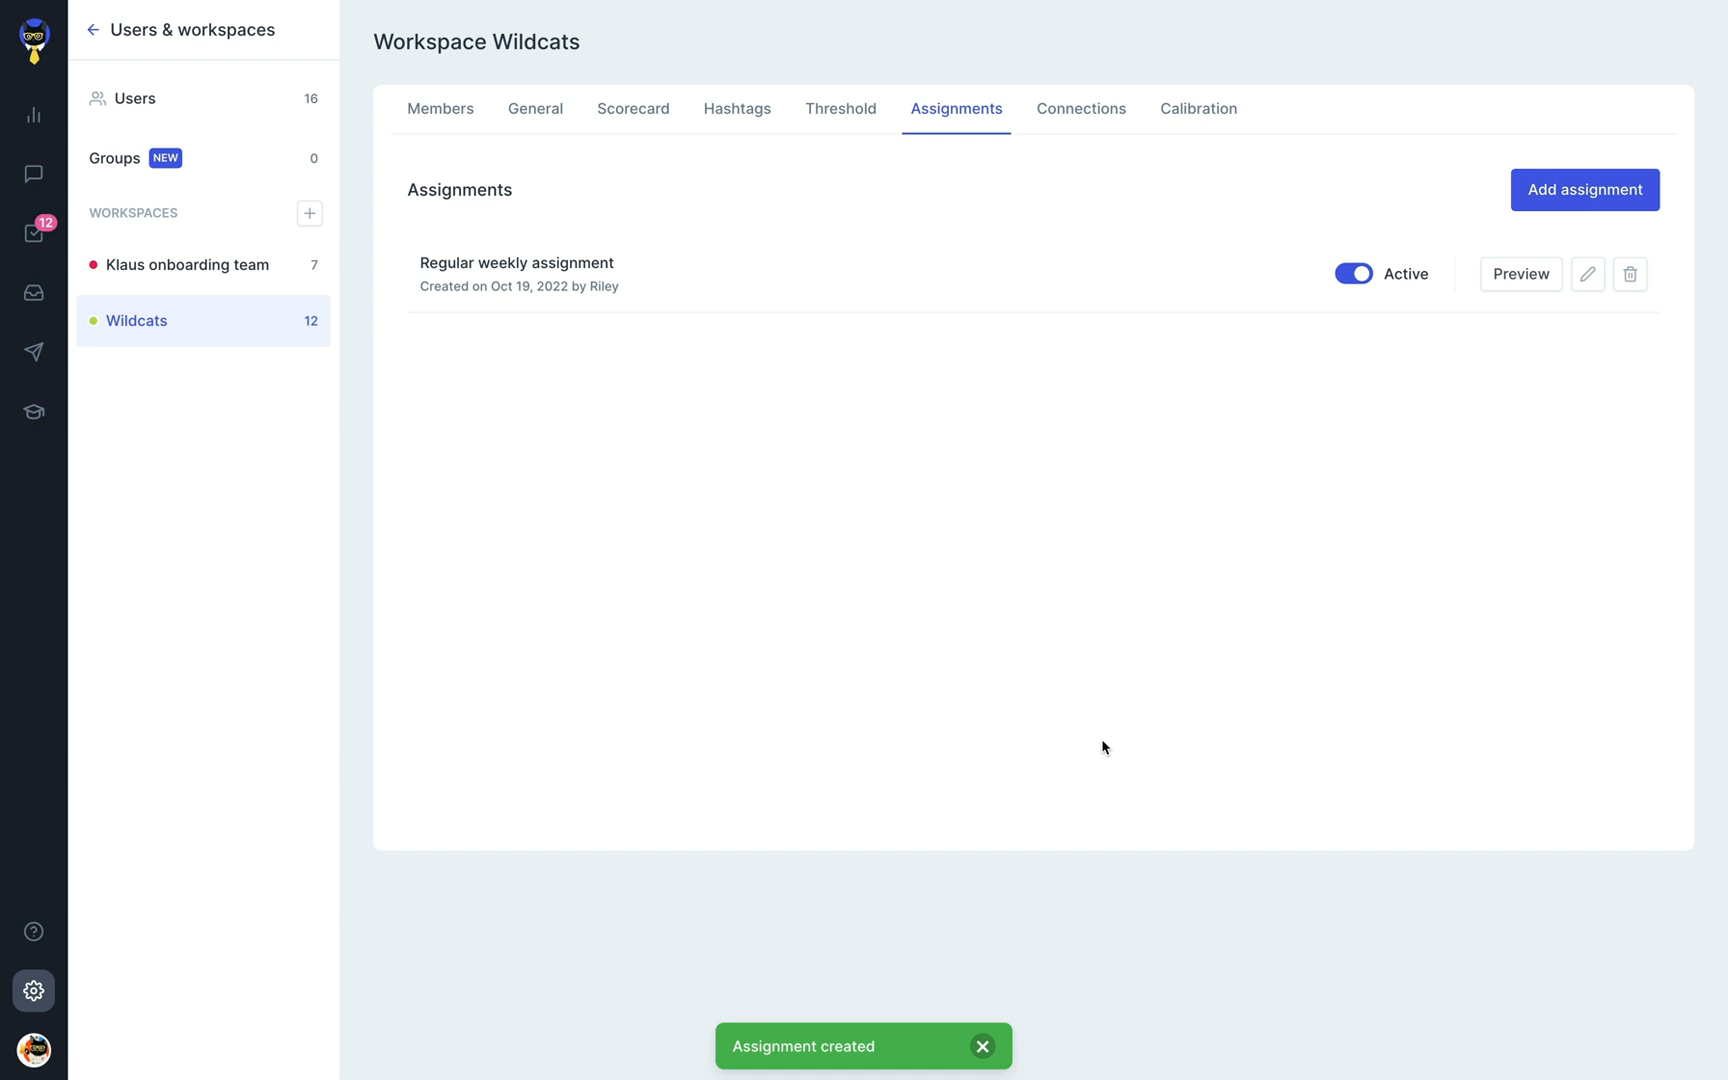 Users & workspaces
Users 16
Groups NEW 0
WORKSPACES
Klaus onboarding team 7
Wildcats 12
12
Workspace Wildcats
Members General Scorecard Hashtags Threshold Assignments Connections Calibration
Assignments
Add assignment
Regular weekly assignment
Created on Oct 19, 2022 by Riley
Active
Preview
Assignment created